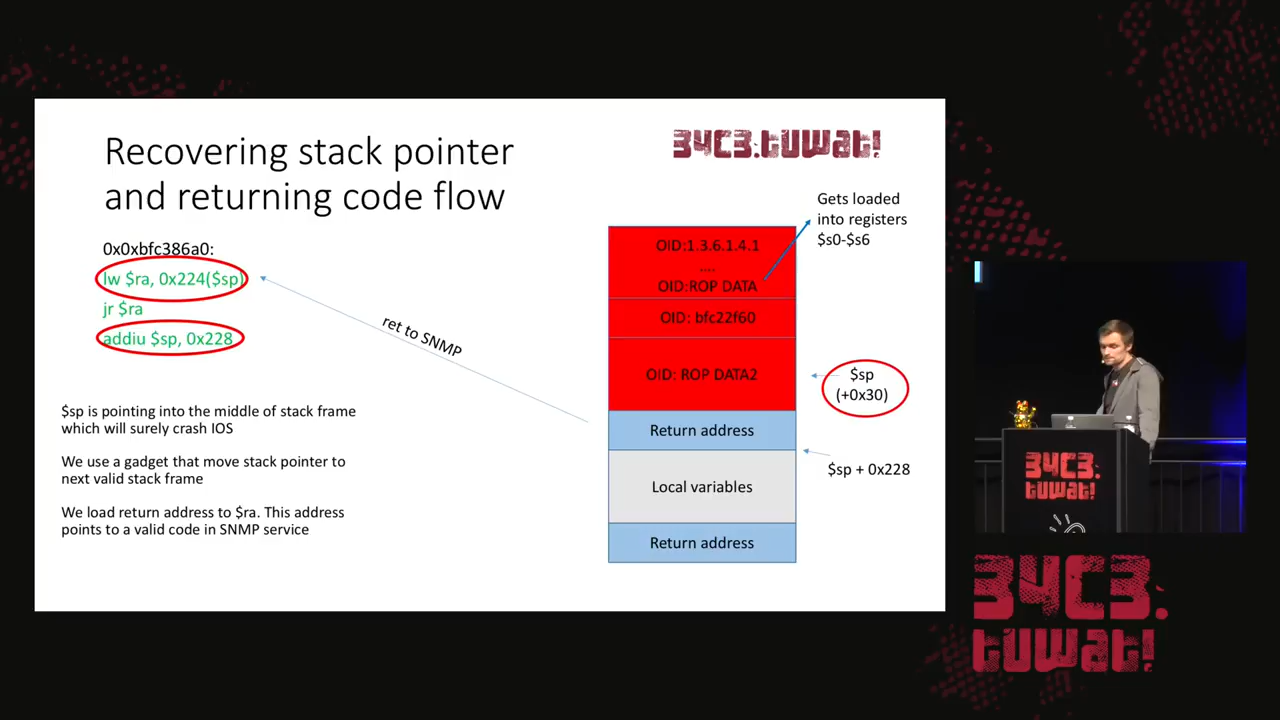 Recovering stack pointer
and returning code flow
34C3.tuwat!
0x0xbfc386a0:
lw $ra, 0x224($sp)
jr $ra
addiu $sp, 0x228
ret to SNMP
$sp is pointing into the middle of stack frame
which will surely crash IOS
We use a gadget that move stack pointer to
next valid stack frame
We load return address to $ra. This address
points to a valid code in SNMP service
Gets loaded
into registers
$s0-$s6
OID:1.3.6.1.4.1
....
OID:ROP DATA
OID: bfc22f60
OID: ROP DATA2
$sp
(+0x30)
Return address
$sp + 0x228
Local variables
Return address
34C3.
tuwat!
34C3.
tuwat!